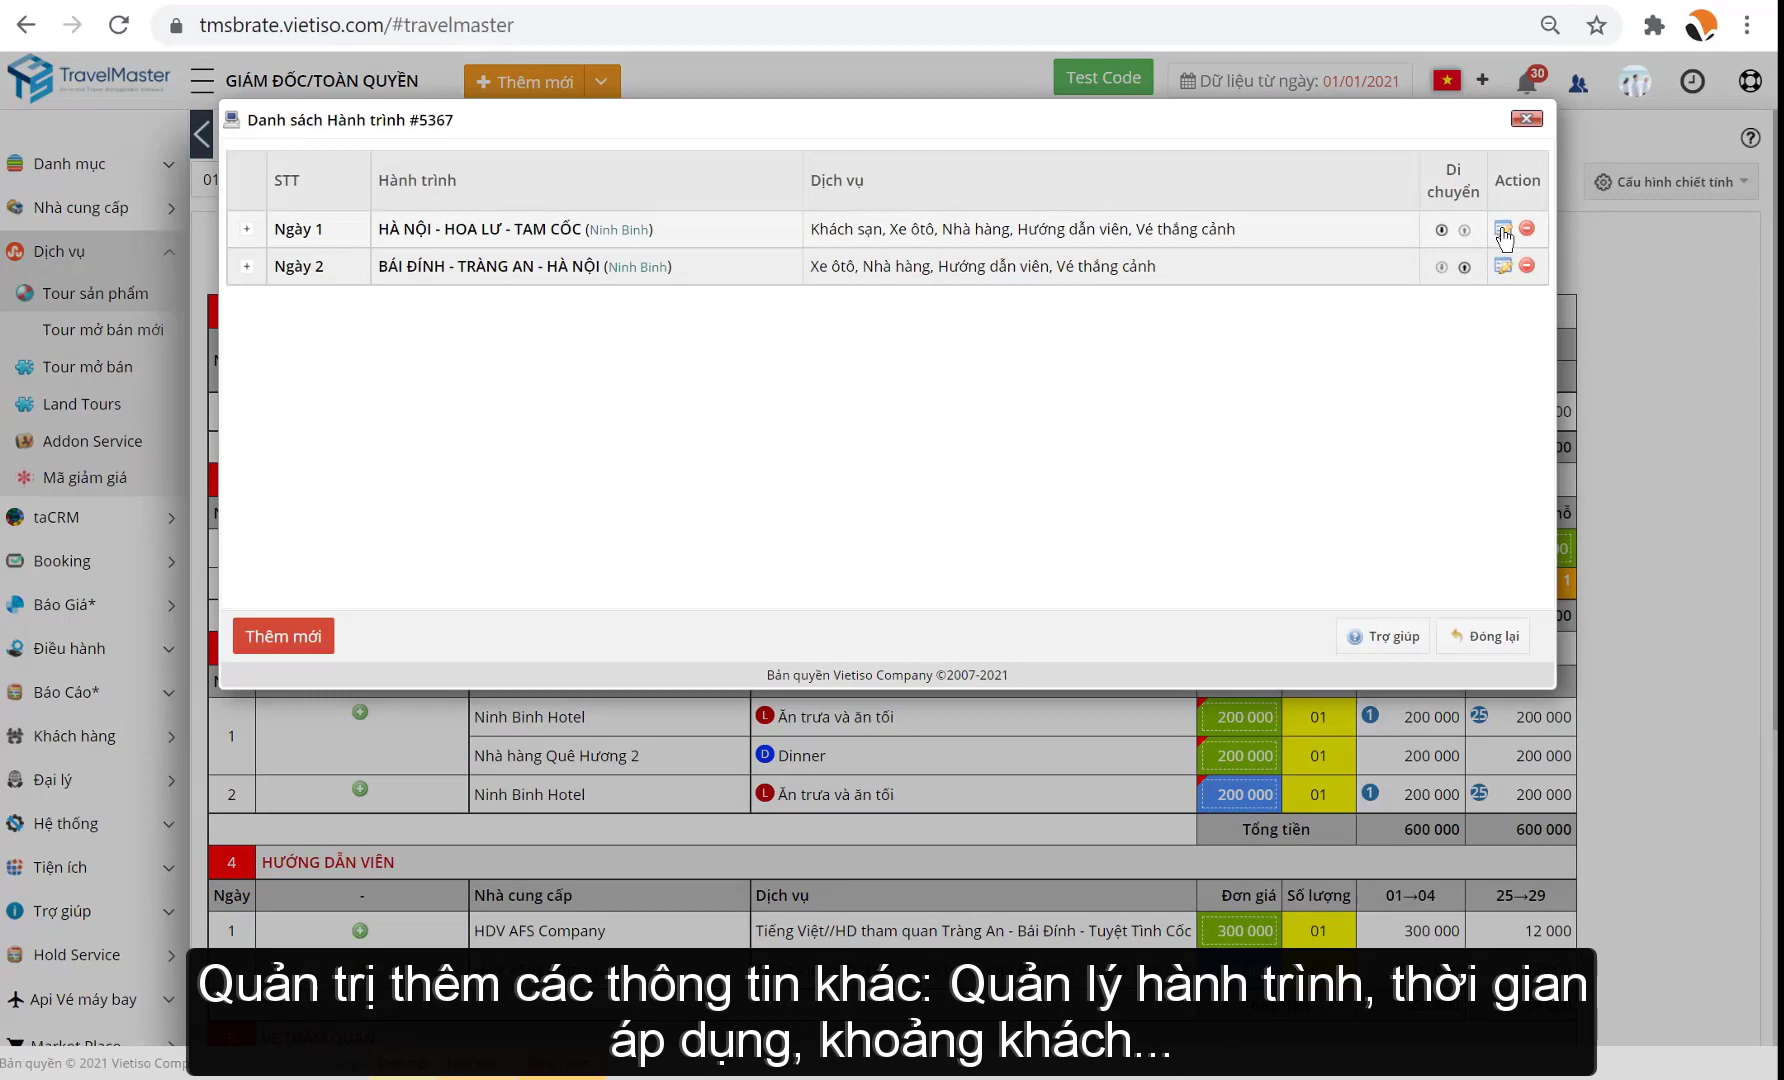 tmsbrate.vietiso.com/#travelmaster
TravelMaster
GIÁM ĐỐC/TOÀN QUYỀN
Thêm mới
Test Code
Dữ liệu từ ngày: 01/01/2021
30
Danh sách Hành trình #5367
STT
Hành trình
Dịch vụ
Di chuyển
Action
Ngày 1
HÀ NỘI - HOA LƯ - TAM CỐC (Ninh Binh)
Khách sạn, Xe ôtô, Nhà hàng, Hướng dẫn viên, Vé thắng cảnh
Ngày 2
BÁI ĐÍNH - TRÀNG AN - HÀ NỘI (Ninh Binh)
Xe ôtô, Nhà hàng, Hướng dẫn viên, Vé thắng cảnh
Thêm mới
Trợ giúp
Đóng lại
Bản quyền Vietiso Company ©2007-2021
Cấu hình chiết tính
Danh mục
Nhà cung cấp
Dịch vụ
Tour sản phẩm
Tour mở bán mới
Tour mở bán
Land Tours
Addon Service
Mã giảm giá
taCRM
Booking
Báo Giá*
Điều hành
Báo Cáo*
Khách hàng
Đại lý
Hệ thống
Tiện ích
Trợ giúp
Hold Service
Api Vé máy bay
Market Place
Bản quyền © 2021 Vietiso Comp
1
Ninh Binh Hotel
L Ăn trưa và ăn tối
200 000
01
1 200 000
25 200 000
Nhà hàng Quê Hương 2
D Dinner
200 000
01
200 000
200 000
2
Ninh Binh Hotel
L Ăn trưa và ăn tối
200 000
01
1 200 000
25 200 000
Tổng tiền
600 000
600 000
4 HƯỚNG DẪN VIÊN
Ngày
-
Nhà cung cấp
Dịch vụ
Đơn giá
Số lượng
01→04
25→29
1
HDV AFS Company
Tiếng Việt//HD tham quan Tràng An - Bái Đính - Tuyệt Tình Cốc
300 000
01
300 000
12 000
Quản trị thêm các thông tin khác: Quản lý hành trình, thời gian
áp dụng, khoảng khách...